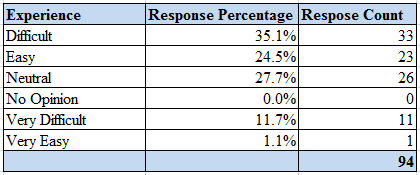 Experience Response Percentage Respose Count
Difficult 35.1% 33
Easy 24.5% 23
Neutral 27.7% 26
No Opinion 0.0% 0
Very Difficult 11.7% 11
Very Easy 1.1% 1
94